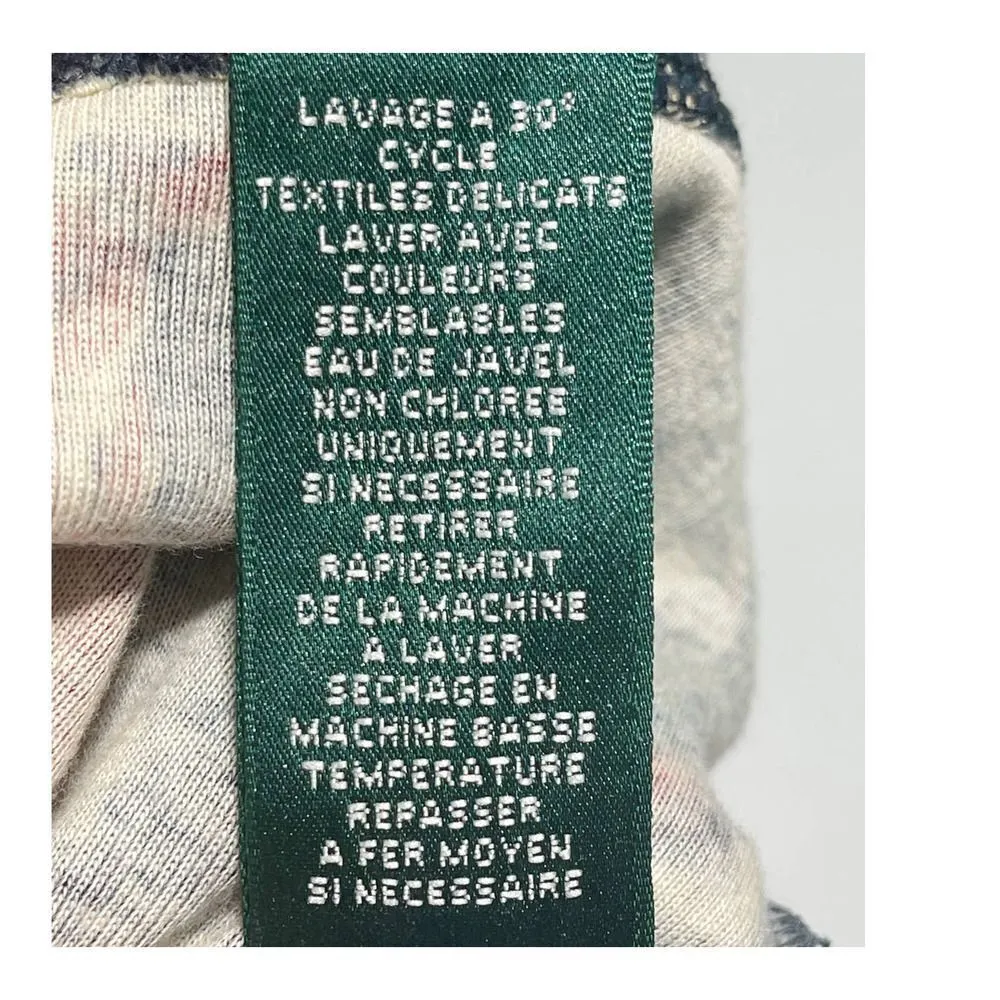 LAVAGE A 30°
CYCLE
TEXTILES DELICATS
LAVER AVEC
COULEURS
SEMBLABLES
EAU DE JAVEL
NON CHLOREE
UNIQUEMENT
SI NECESSAIRE
RETIRER
RAPIDEMENT
DE LA MACHINE
A LAVER
SECHAGE EN
MACHINE BASSE
TEMPERATURE
REPASSER
A FER MOYEN
SI NECESSAIRE